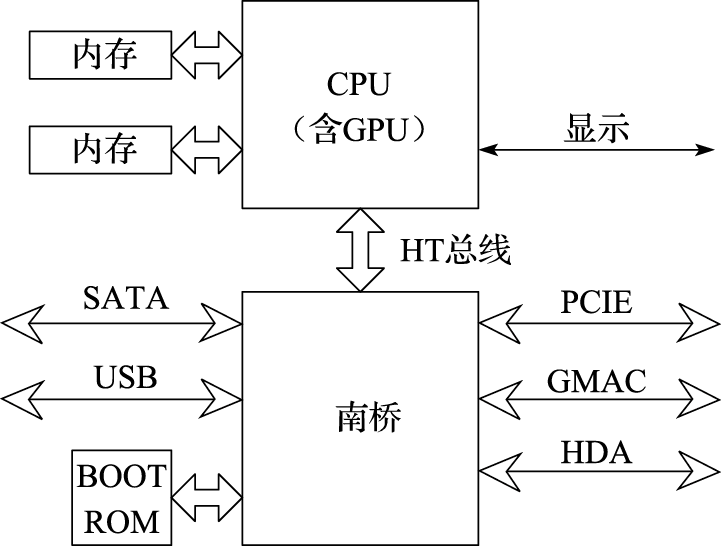 内存
CPU
（含GPU）
内存
显示
HT总线
SATA
PCIE
USB
GMAC
南桥
HDA
BOOT
ROM